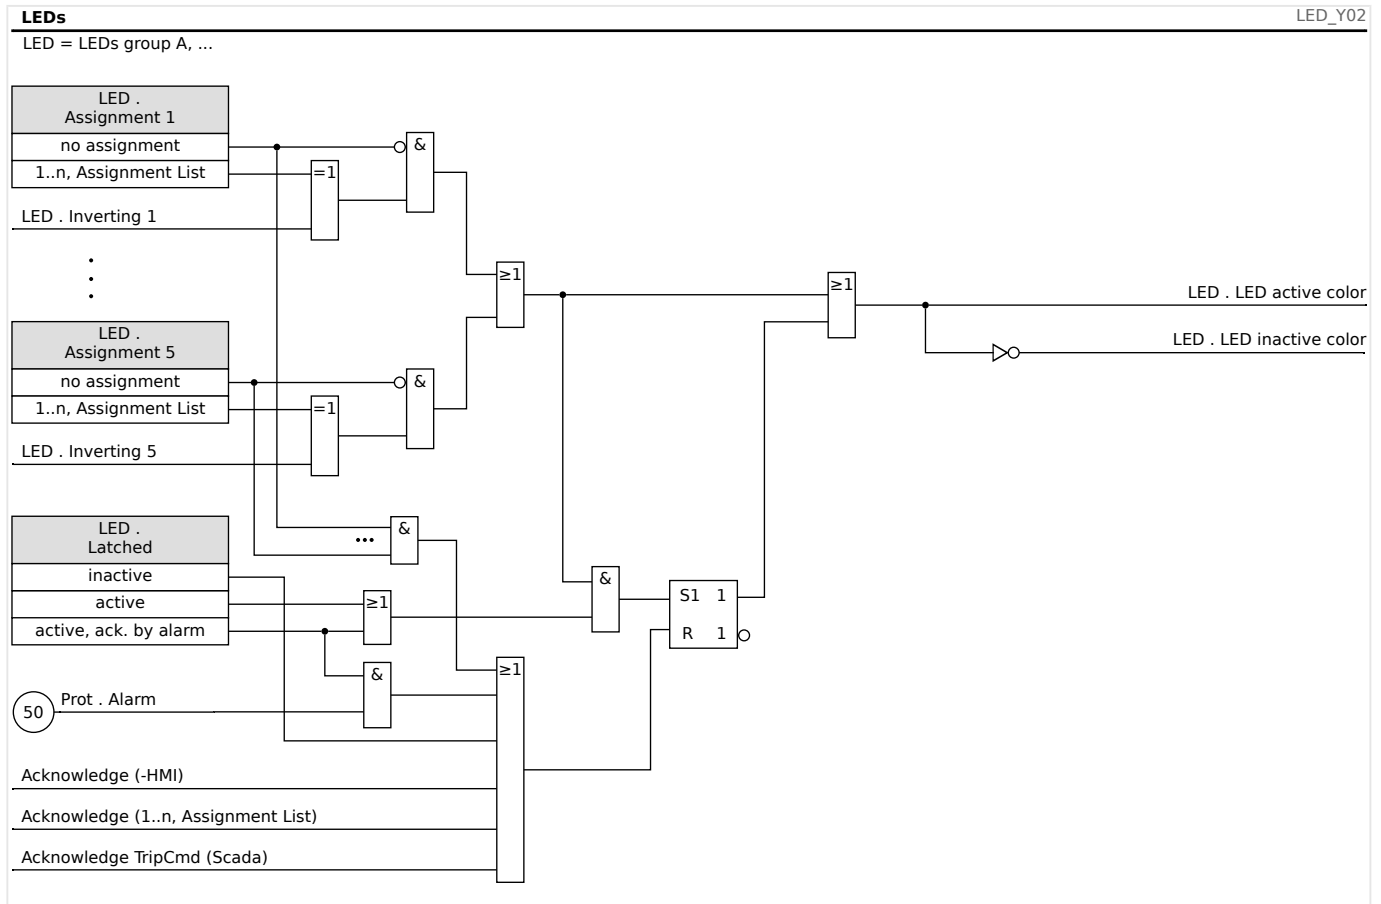 LEDs
LED_Y02
LED = LEDs group A, ...
LED .
Assignment 1
no assignment
1..n, Assignment List
&
=1
LED . Inverting 1
≥1
≥1
LED . LED active color
LED . LED inactive color
LED .
Assignment 5
no assignment
1..n, Assignment List
&
=1
LED . Inverting 5
LED .
Latched
inactive
active
active, ack. by alarm
&
≥1
&
S1 1
R 1
&
≥1
50
Prot . Alarm
Acknowledge (-HMI)
Acknowledge (1..n, Assignment List)
Acknowledge TripCmd (Scada)